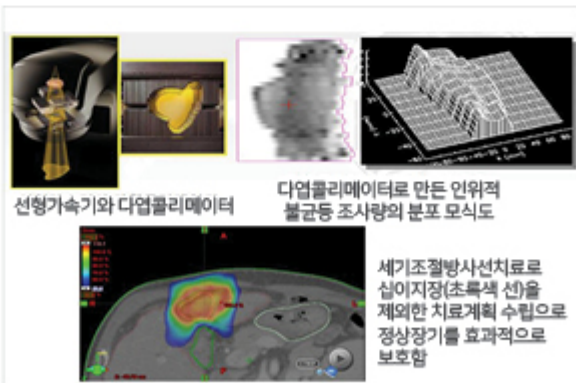 선형가속기와 다엽콜리메이터
다엽콜리메이터로 만든 인위적
불균등 조사량의 분포 모식도
세기조절방사선치료로
십이지장(초록색 선)을
제외한 치료계획 수립으로
정상장기를 효과적으로
보호함